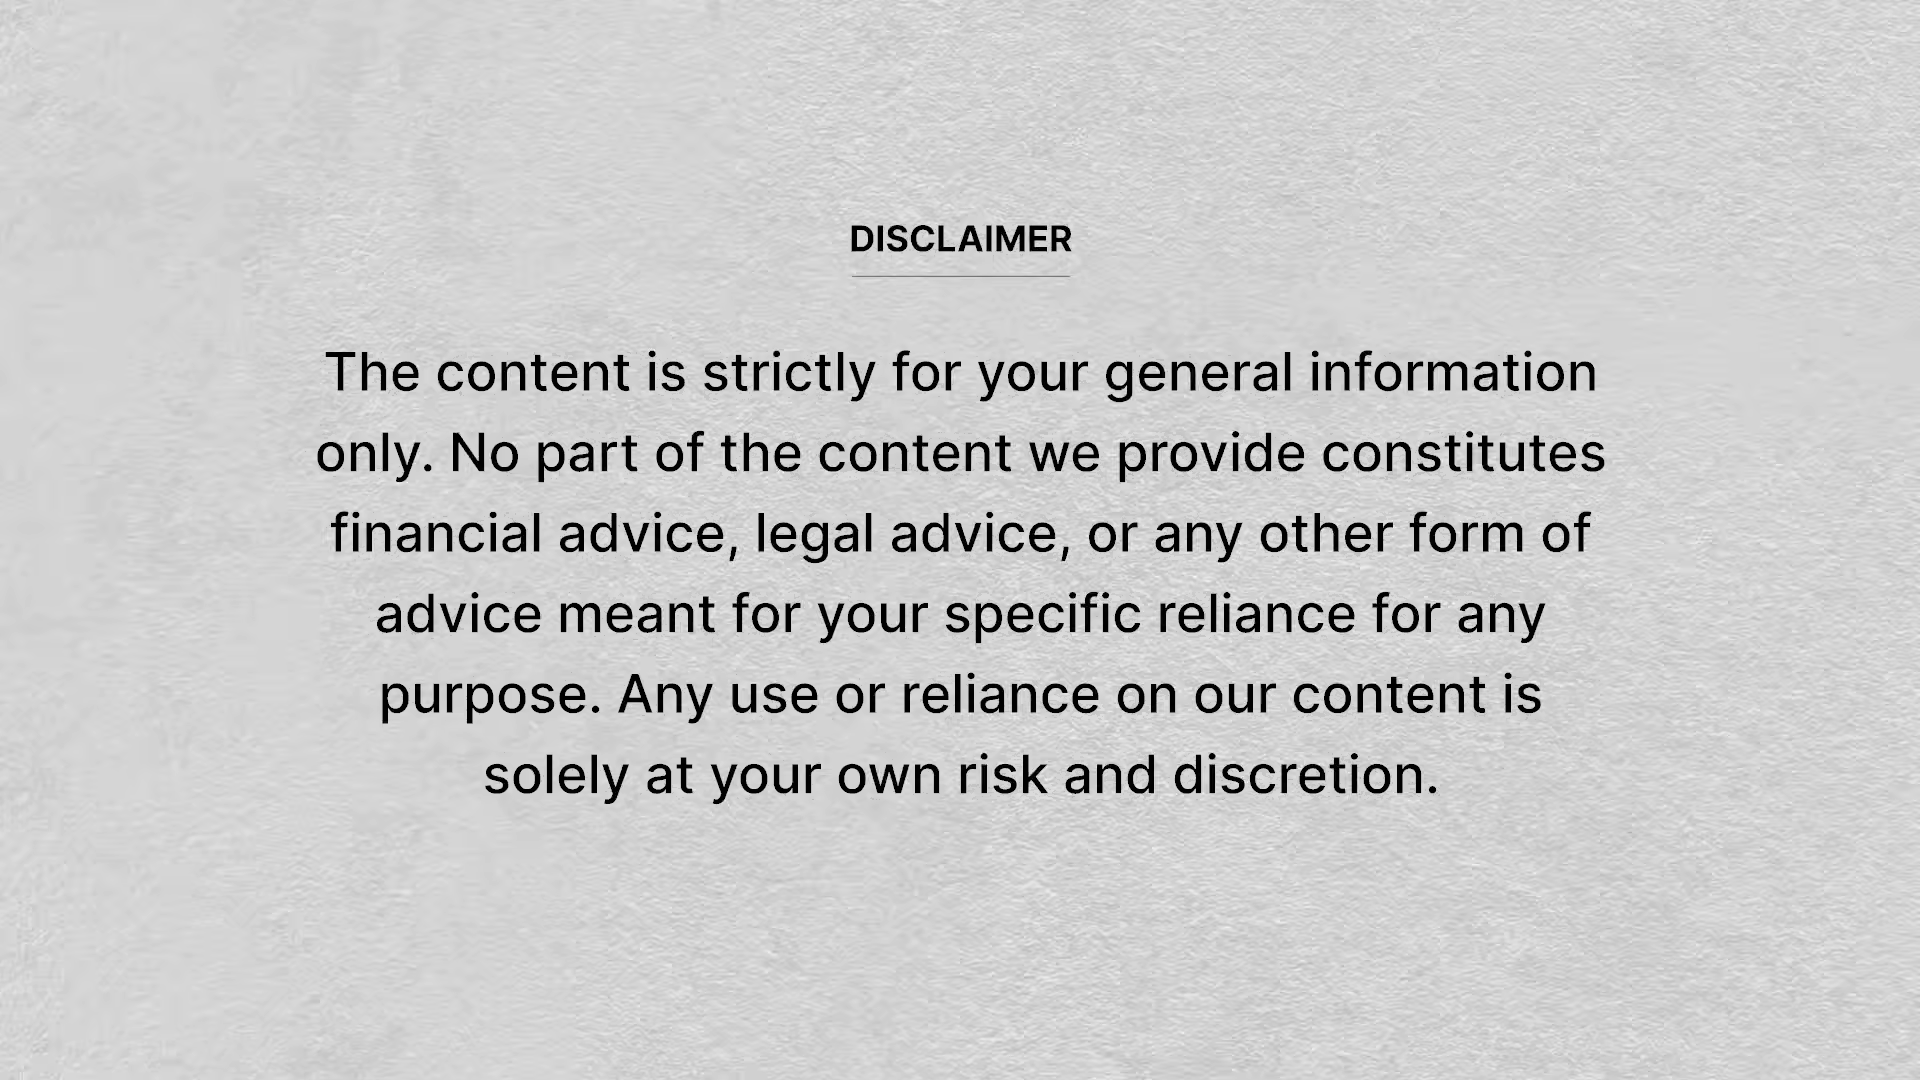 DISCLAIMER
The content is strictly for your general information
only. No part of the content we provide constitutes
financial advice, legal advice, or any other form of
advice meant for your specific reliance for any
purpose. Any use or reliance on our content is
solely at your own risk and discretion.